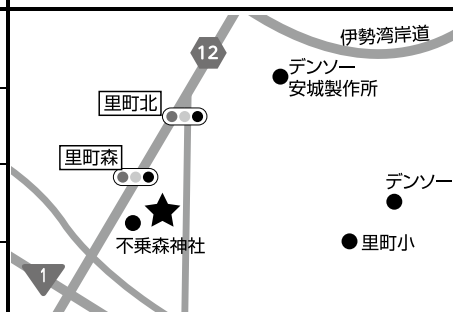 伊勢湾岸道
12
デンソー
安城製作所
里町北
里町森
デンソー
不乗森神社
里町小
1